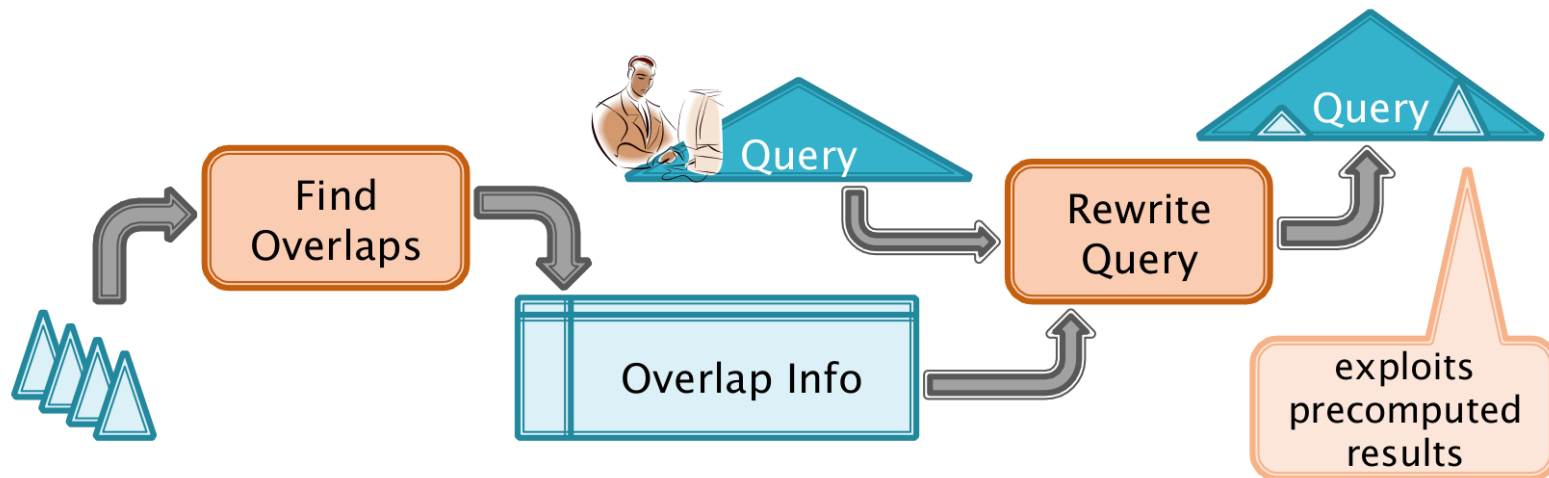 Find
Overlaps
Overlap Info
Query
Rewrite
Query
Query
exploits
precomputed
results